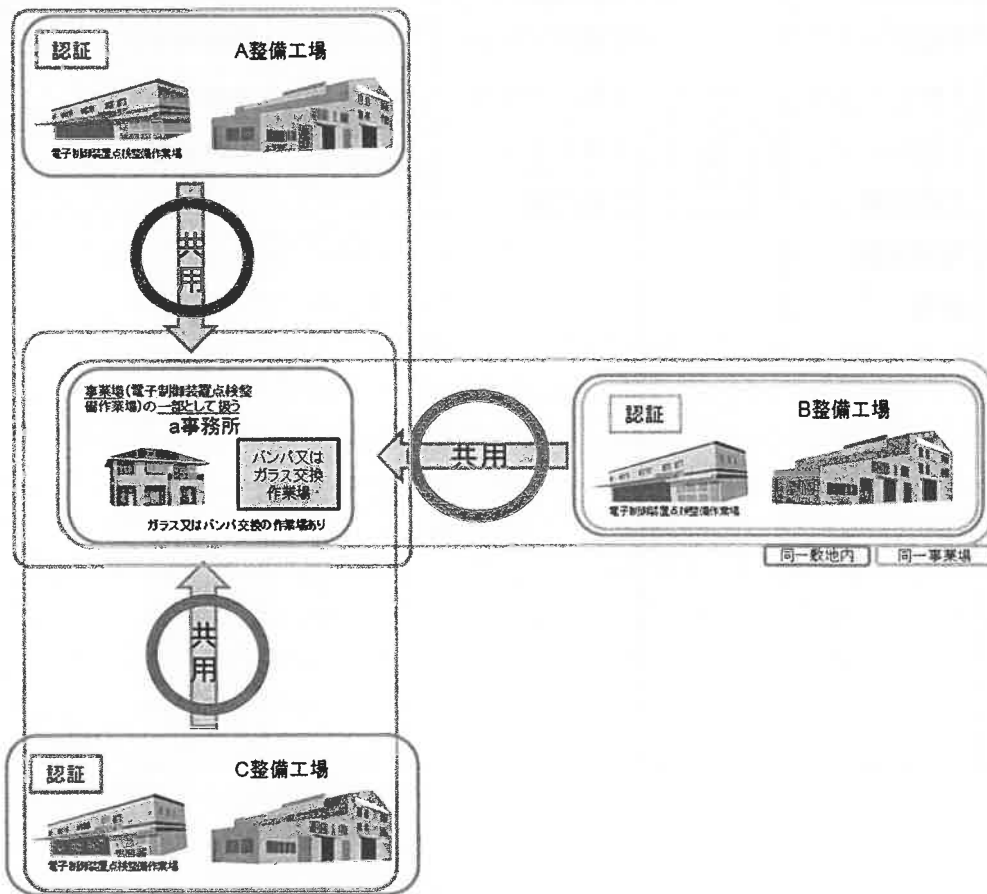 認証
A整備工場
電子制御装置点検整備作業場
共用
事業場(電子制御装置点検整
備作業場)の一部として扱う
a事務所
バンパ又は
ガラス交換
作業場
ガラス又はバンパ交換の作業場あり
共用
認証
B整備工場
電子制御装置点検整備作業場
同一敷地内
同一事業場
共用
認証
C整備工場
電子制御装置点検整備作業場